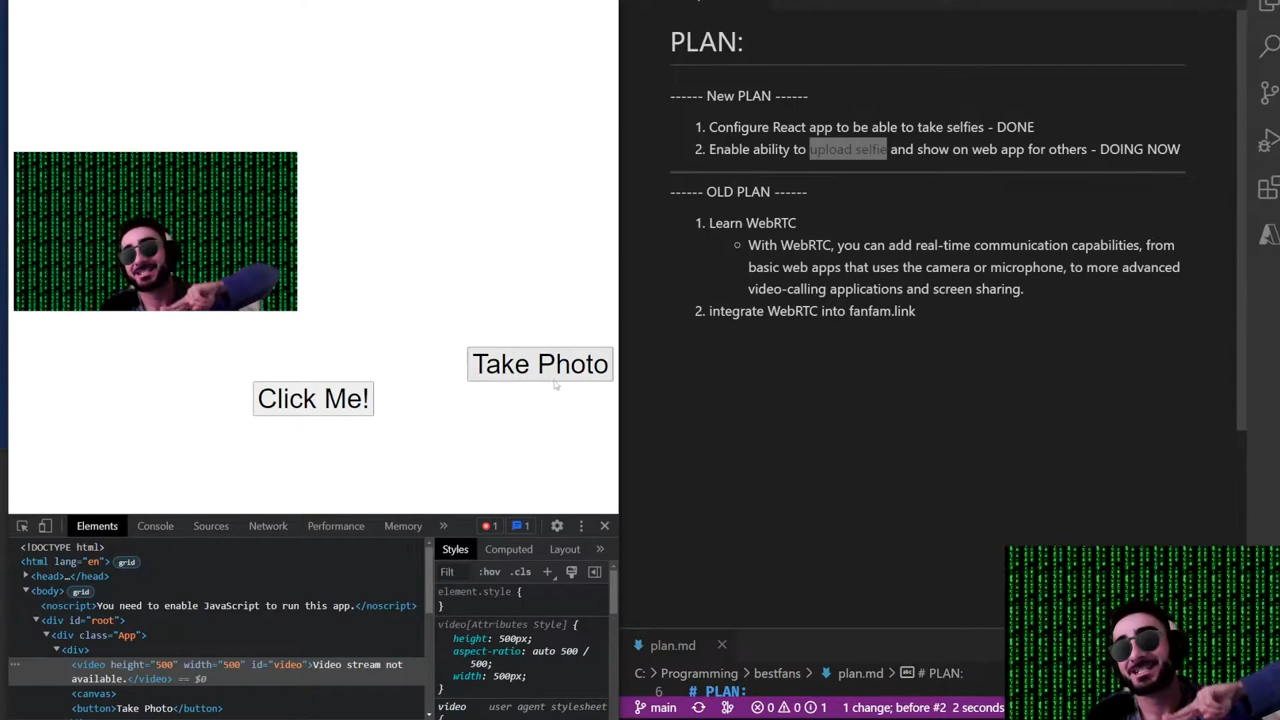 PLAN:
------ New PLAN ------
1. Configure React app to be able to take selfies - DONE
2. Enable ability to upload selfie and show on web app for others - DOING NOW
------ OLD PLAN ------
1. Learn WebRTC
With WebRTC, you can add real-time communication capabilities, from
basic web apps that uses the camera or microphone, to more advanced
video-calling applications and screen sharing.
2. integrate WebRTC into fanfam.link
Take Photo
Click Me!
Elements Console Sources Network Performance Memory » 1 1
<!DOCTYPE html>
<html lang="en"> grid
<head>…</head>
<body> grid
<noscript>You need to enable JavaScript to run this app.</noscript>
<div id="root">
<div class="App">
<div>
<video height="500" width="500" id="video">Video stream not
available.</video> == $0
<canvas>
<button>Take Photo</button>
Styles Computed Layout »
Filt :hov .cls +
element.style {
}
video[Attributes Style] {
height: 500px;
aspect-ratio: auto 500 /
500;
width: 500px;
}
video user agent stylesheet
plan.md
C: > Programming > bestfans > plan.md > # PLAN:
6 # PLAN:
main 0 0 1 1 change; before #2 2 seconds